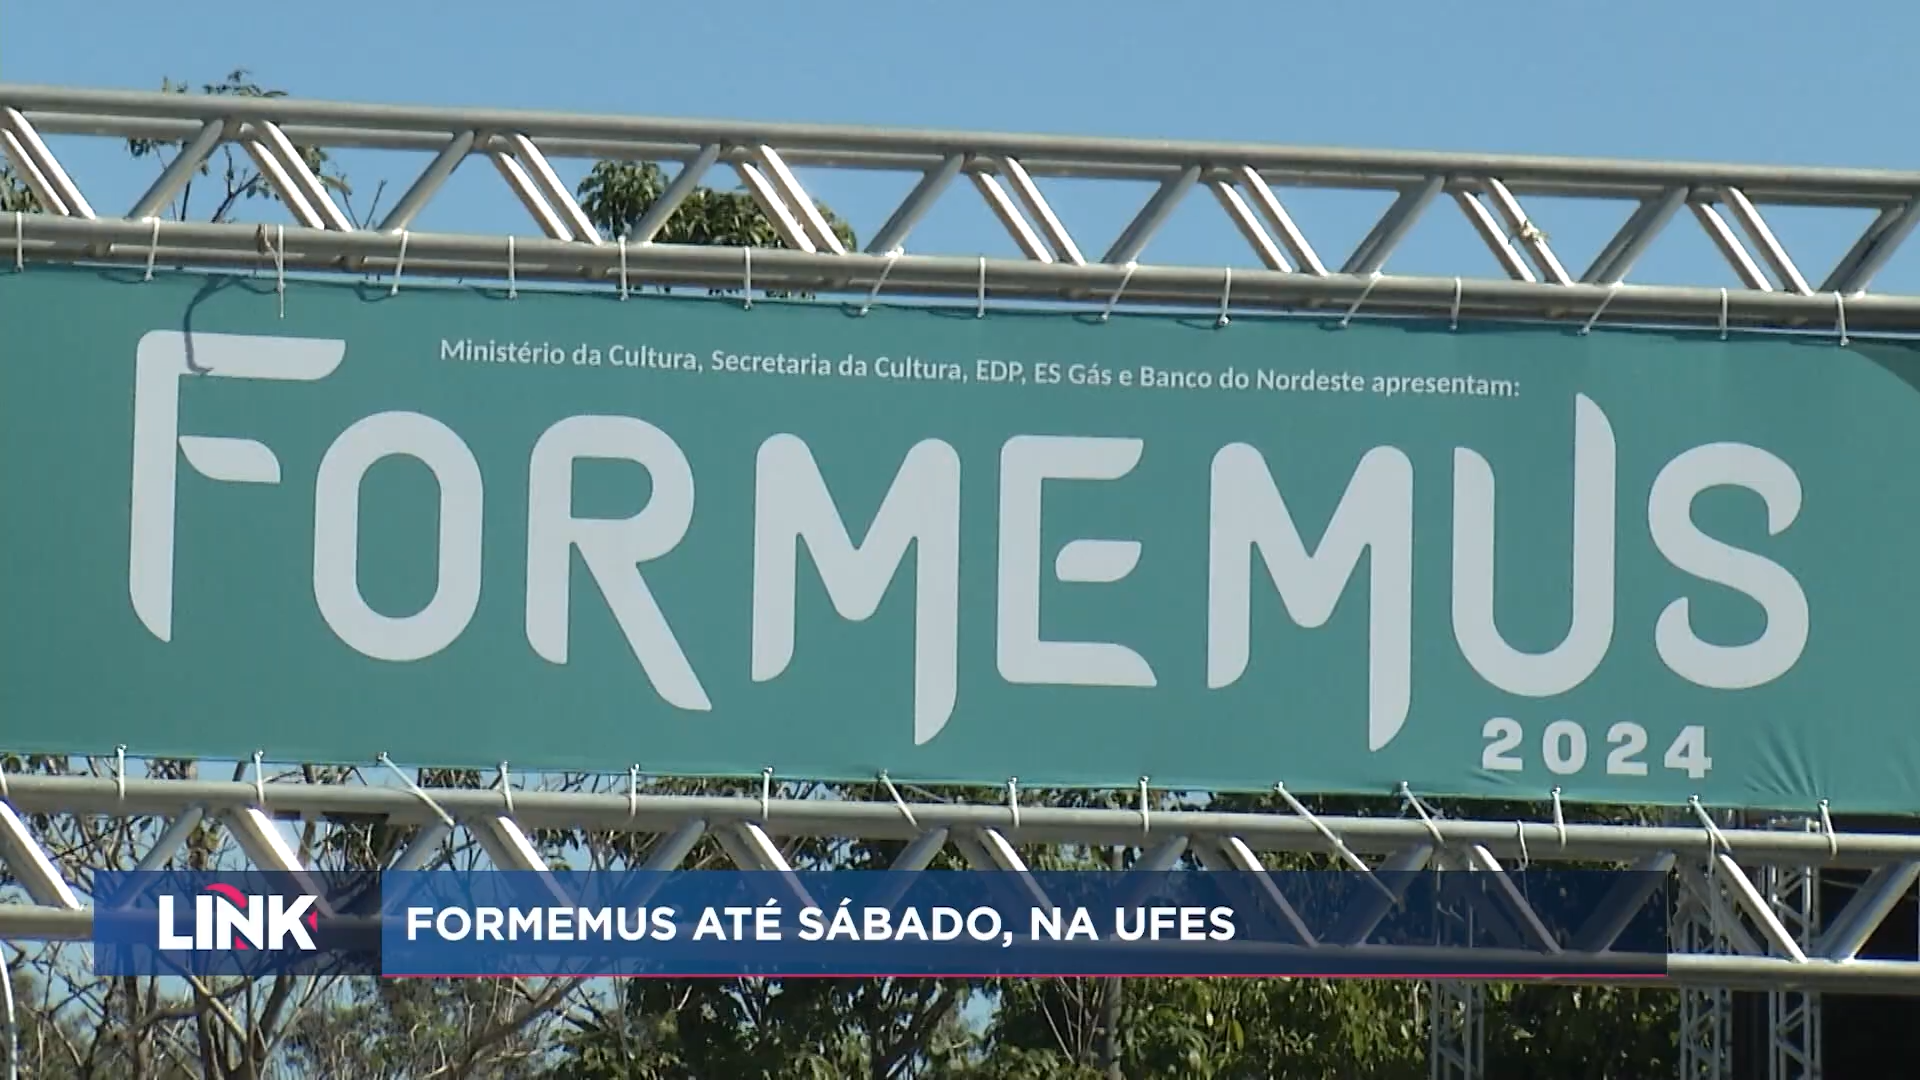 Ministério da Cultura, Secretaria da Cultura, EDP, ES Gás e Banco do Nordeste apresentam:
FORMEMUS
2024
LINK
FORMEMUS ATÉ SÁBADO, NA UFES